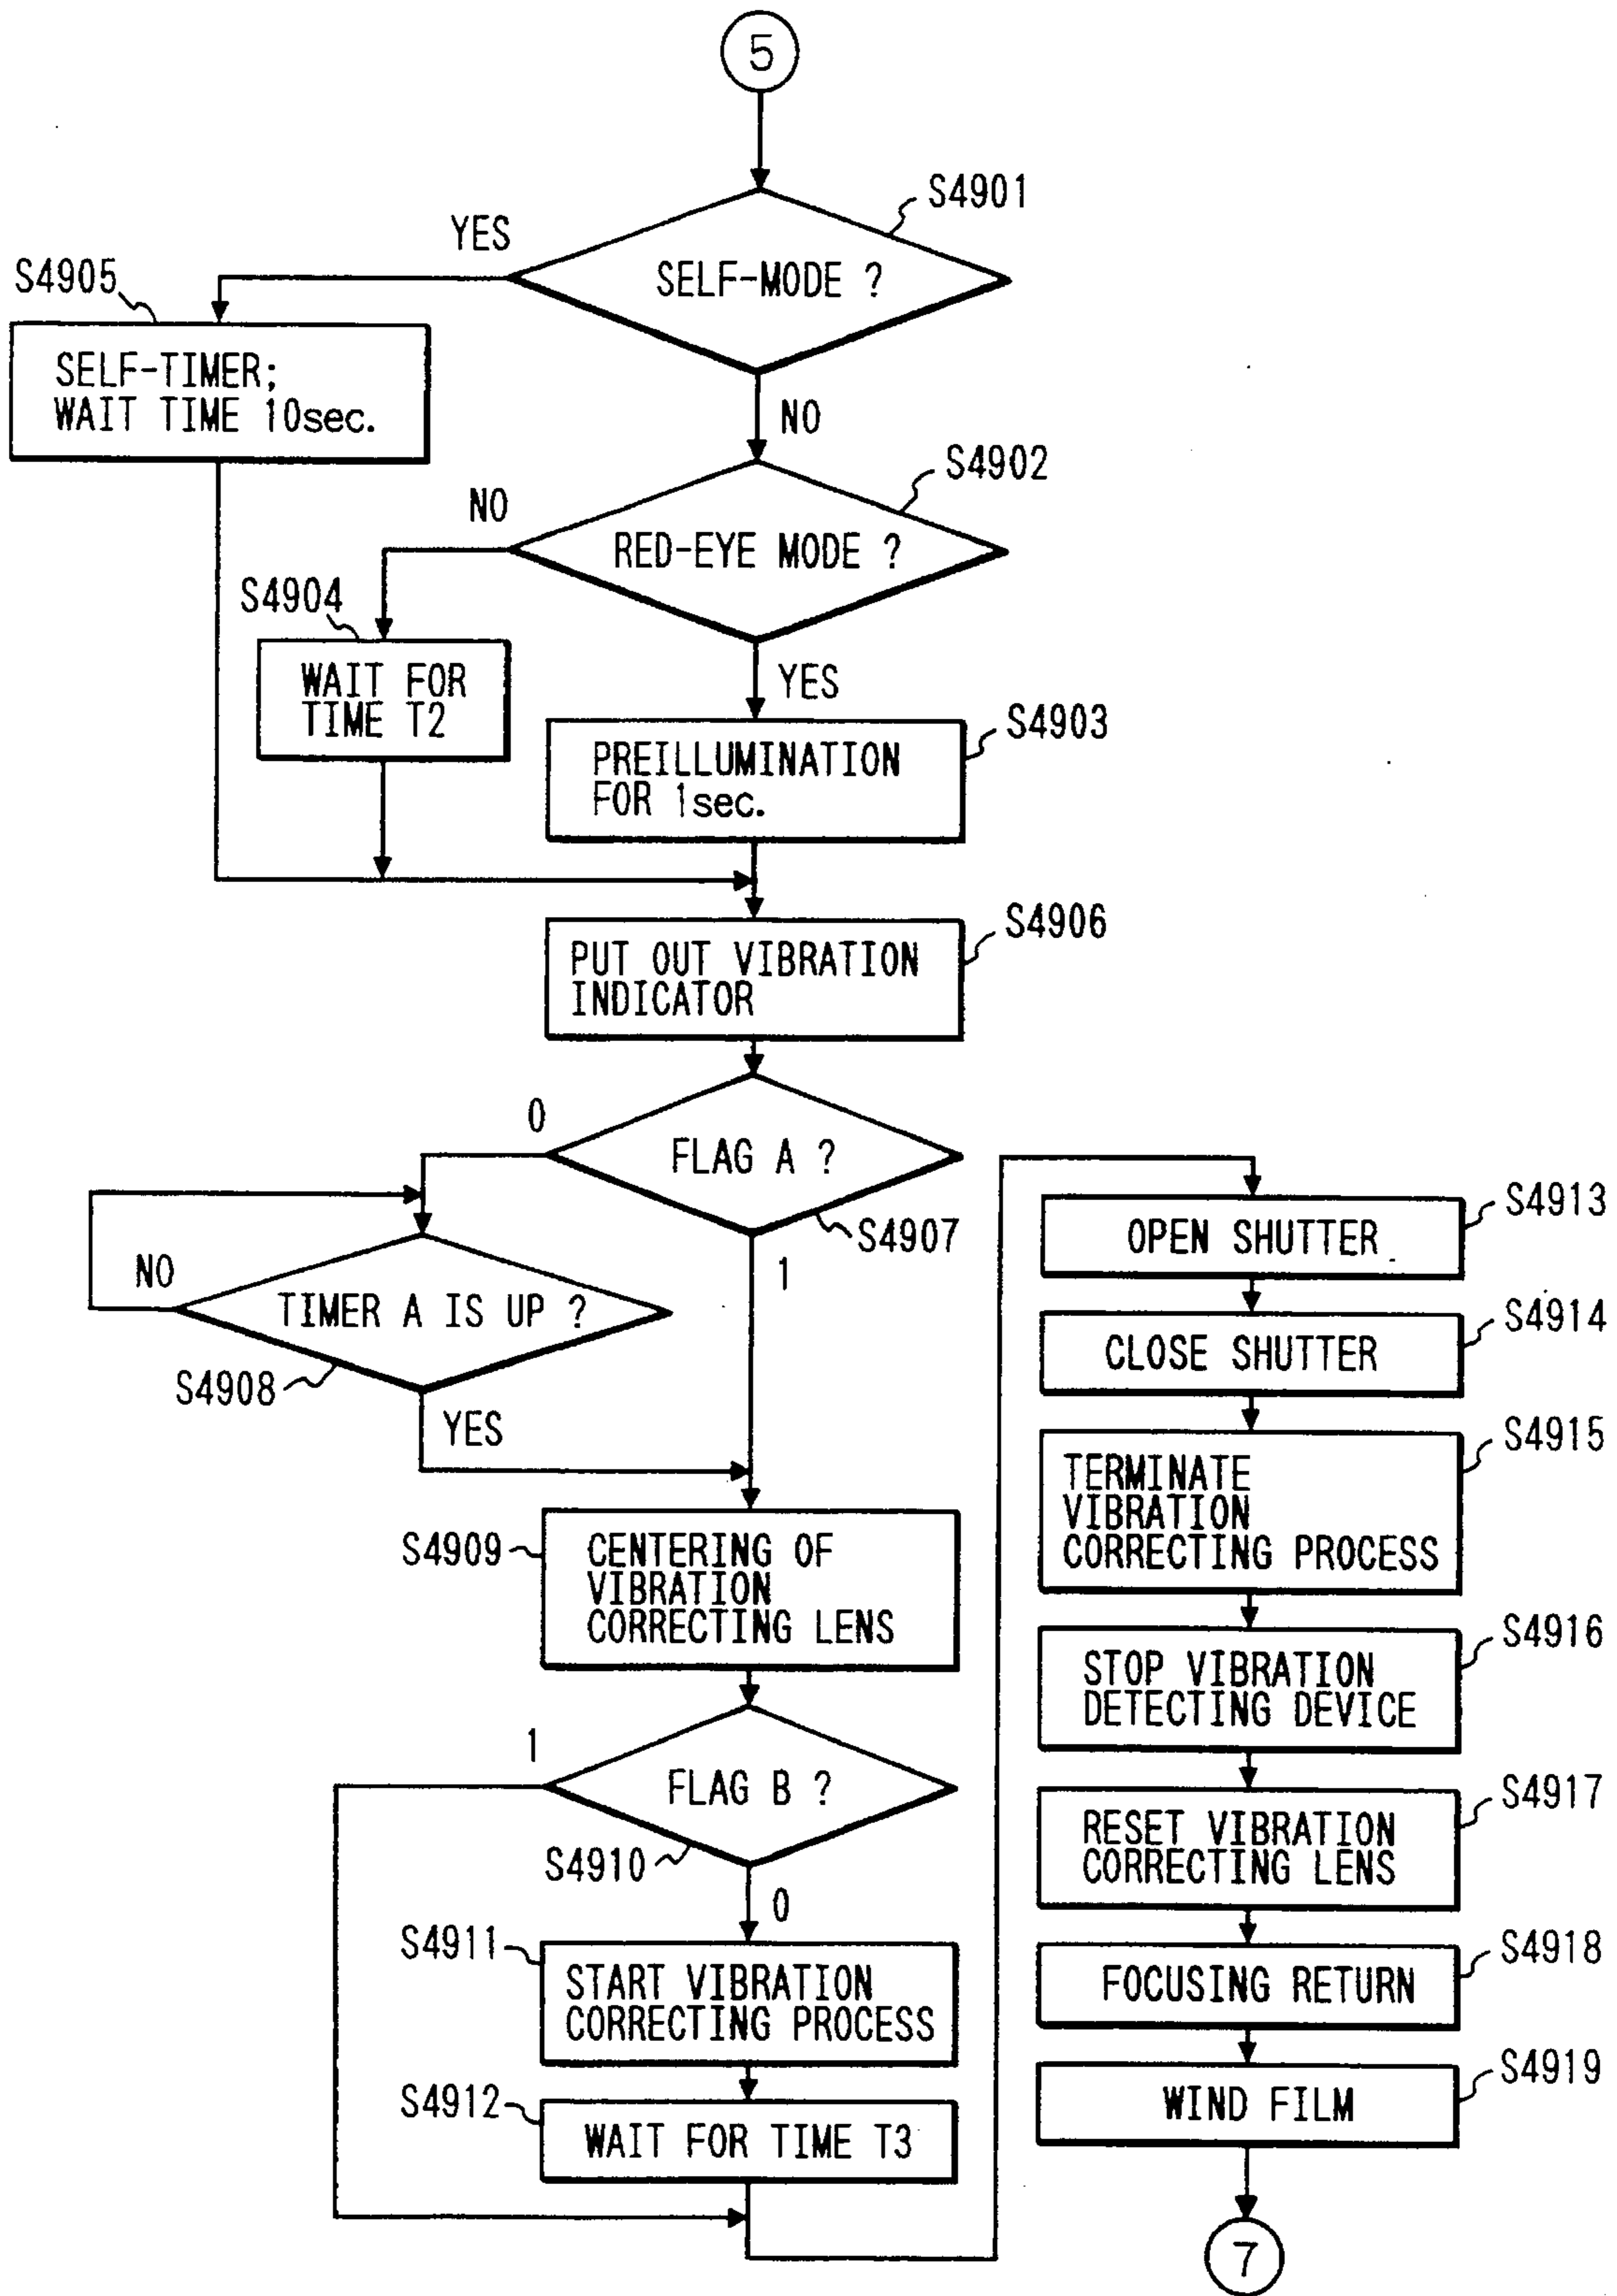 5
S4901
YES
SELF-MODE ?
S4905
SELF-TIMER;
WAIT TIME 10sec.
NO
S4902
NO
RED-EYE MODE ?
S4904
WAIT FOR
TIME T2
YES
S4903
PREILLUMINATION
FOR 1sec.
S4906
PUT OUT VIBRATION
INDICATOR
0
FLAG A ?
S4907
1
NO
TIMER A IS UP ?
S4908
YES
S4909
CENTERING OF
VIBRATION
CORRECTING LENS
1
FLAG B ?
S4910
0
S4911
START VIBRATION
CORRECTING PROCESS
S4912
WAIT FOR TIME T3
S4913
OPEN SHUTTER
S4914
CLOSE SHUTTER
S4915
TERMINATE
VIBRATION
CORRECTING PROCESS
S4916
STOP VIBRATION
DETECTING DEVICE
S4917
RESET VIBRATION
CORRECTING LENS
S4918
FOCUSING RETURN
S4919
WIND FILM
7